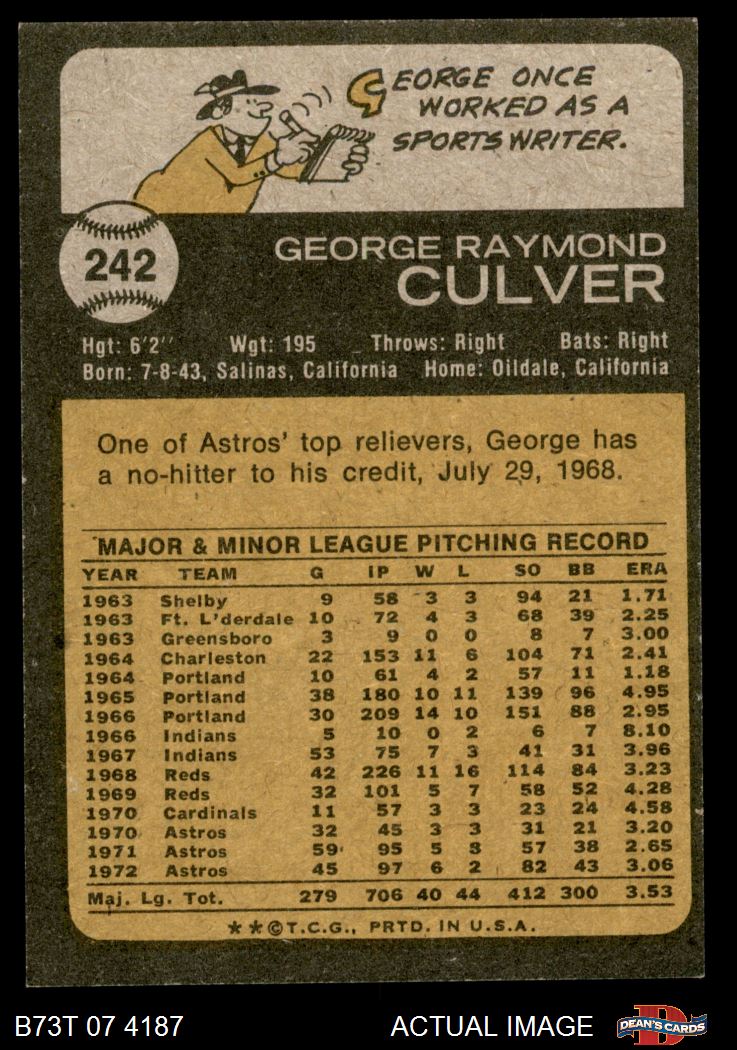 GEORGE ONCE
WORKED AS A
SPORTS WRITER.
242
GEORGE RAYMOND
CULVER
Hgt: 6'2" Wgt: 195 Throws: Right Bats: Right
Born: 7-8-43, Salinas, California Home: Oildale, California
One of Astros' top relievers, George has
a no-hitter to his credit, July 29, 1968.
MAJOR & MINOR LEAGUE PITCHING RECORD
YEAR TEAM G IP W L SO BB ERA
1963 Shelby 9 58 3 3 94 21 1.71
1963 Ft. L'derdale 10 72 4 3 68 39 2.25
1963 Greensboro 3 9 0 0 8 7 3.00
1964 Charleston 22 153 11 6 104 71 2.41
1964 Portland 10 61 4 2 57 11 1.18
1965 Portland 38 180 10 11 139 96 4.95
1966 Portland 30 209 14 10 151 88 2.95
1966 Indians 5 10 0 2 6 7 8.10
1967 Indians 53 75 7 3 41 31 3.96
1968 Reds 42 226 11 16 114 84 3.23
1969 Reds 32 101 5 7 58 52 4.28
1970 Cardinals 11 57 3 3 23 24 4.58
1970 Astros 32 45 3 3 31 21 3.20
1971 Astros 59 95 5 8 57 38 2.65
1972 Astros 45 97 6 2 82 43 3.06
Maj. Lg. Tot. 279 706 40 44 412 300 3.53
★★©T.C.G., PRTD. IN U.S.A.
B73T 07 4187 ACTUAL IMAGE D DEAN'S CARDS